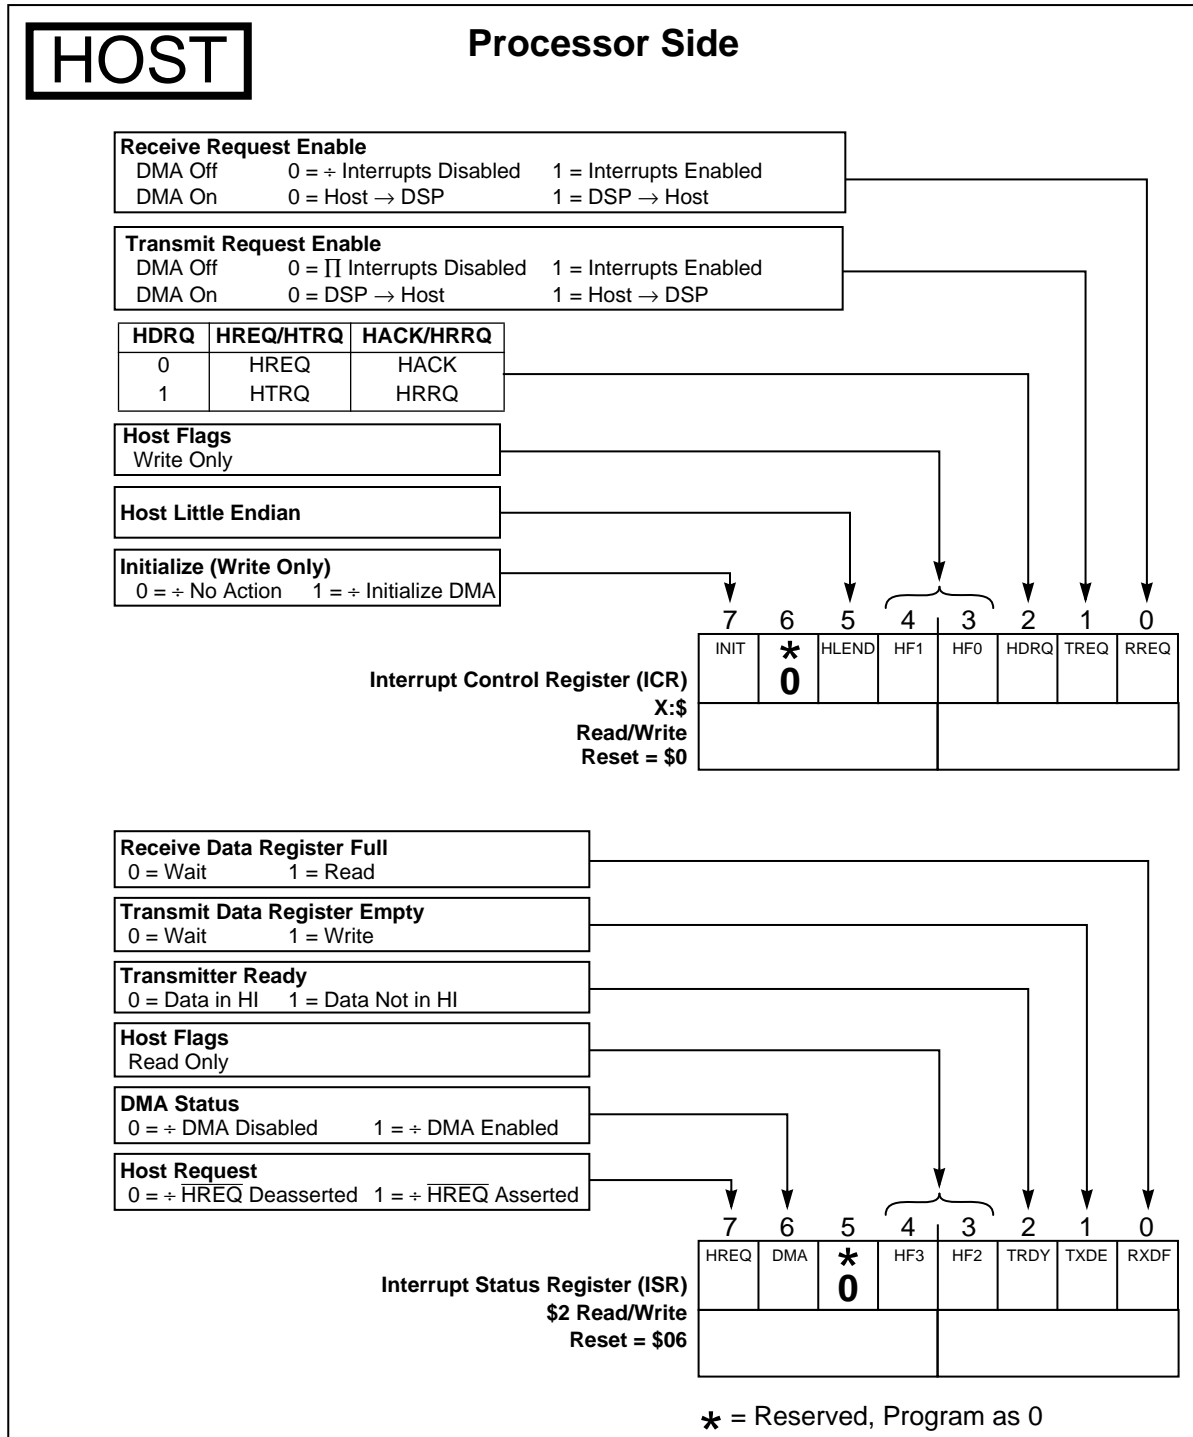 HOST
Processor Side
Receive Request Enable
DMA Off 0 = ÷ Interrupts Disabled 1 = Interrupts Enabled
DMA On 0 = Host → DSP 1 = DSP → Host
Transmit Request Enable
DMA Off 0 = ∏ Interrupts Disabled 1 = Interrupts Enabled
DMA On 0 = DSP → Host 1 = Host → DSP
HDRQ HREQ/HTRQ HACK/HRRQ
0 HREQ HACK
1 HTRQ HRRQ
Host Flags
Write Only
Host Little Endian
Initialize (Write Only)
0 = ÷ No Action 1 = ÷ Initialize DMA
7 6 5 4 3 2 1 0
INIT * HLEND HF1 HF0 HDRQ TREQ RREQ
0
Interrupt Control Register (ICR)
X:$
Read/Write
Reset = $0
Receive Data Register Full
0 = Wait 1 = Read
Transmit Data Register Empty
0 = Wait 1 = Write
Transmitter Ready
0 = Data in HI 1 = Data Not in HI
Host Flags
Read Only
DMA Status
0 = ÷ DMA Disabled 1 = ÷ DMA Enabled
Host Request
0 = ÷ H̅R̅E̅Q̅ Deasserted 1 = ÷ H̅R̅E̅Q̅ Asserted
7 6 5 4 3 2 1 0
HREQ DMA * HF3 HF2 TRDY TXDE RXDF
0
Interrupt Status Register (ISR)
$2 Read/Write
Reset = $06
* = Reserved, Program as 0